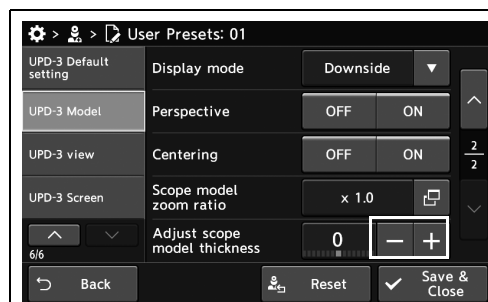 > > User Presets: 01
UPD-3 Default
setting
UPD-3 Model
UPD-3 view
UPD-3 Screen
6/6
Display mode
Downside
Perspective
OFF
ON
Centering
OFF
ON
Scope model
zoom ratio
x 1.0
Adjust scope
model thickness
0
− +
2
2
Back
Reset
Save &
Close